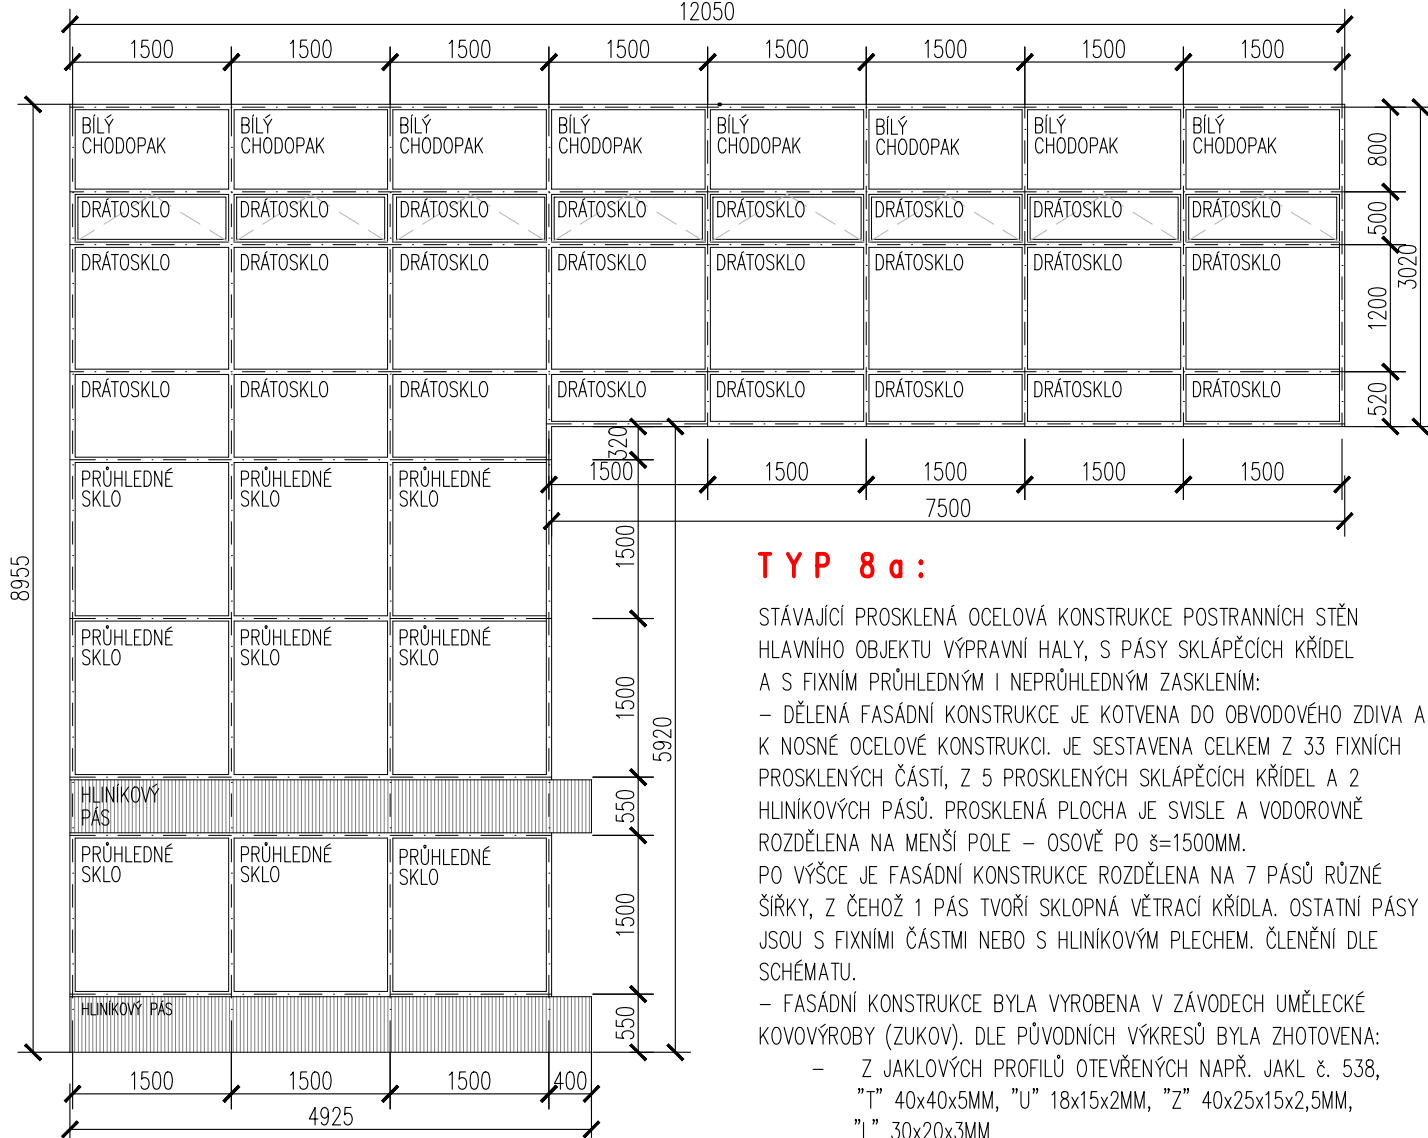 12050
1500 1500 1500 1500 1500 1500 1500 1500
BÍLÝ BÍLÝ BÍLÝ BÍLÝ BÍLÝ BÍLÝ BÍLÝ BÍLÝ
CHODOPAK CHODOPAK CHODOPAK CHODOPAK CHODOPAK CHODOPAK CHODOPAK CHODOPAK
800
DRÁTOSKLO DRÁTOSKLO DRÁTOSKLO DRÁTOSKLO DRÁTOSKLO DRÁTOSKLO DRÁTOSKLO DRÁTOSKLO
500
3020
DRÁTOSKLO DRÁTOSKLO DRÁTOSKLO DRÁTOSKLO DRÁTOSKLO DRÁTOSKLO DRÁTOSKLO DRÁTOSKLO
1200
DRÁTOSKLO DRÁTOSKLO DRÁTOSKLO DRÁTOSKLO DRÁTOSKLO DRÁTOSKLO DRÁTOSKLO DRÁTOSKLO
520
320
PRŮHLEDNÉ PRŮHLEDNÉ PRŮHLEDNÉ
SKLO SKLO SKLO
1500 1500 1500 1500 1500
7500
1500
8955
PRŮHLEDNÉ PRŮHLEDNÉ PRŮHLEDNÉ
SKLO SKLO SKLO
1500
5920
HLINÍKOVÝ
PÁS
550
PRŮHLEDNÉ PRŮHLEDNÉ PRŮHLEDNÉ
SKLO SKLO SKLO
1500
HLINÍKOVÝ PÁS
550
1500 1500 1500 400
4925
TYP 8a:
STÁVAJÍCÍ PROSKLENÁ OCELOVÁ KONSTRUKCE POSTRANNÍCH STĚN
HLAVNÍHO OBJEKTU VÝPRAVNÍ HALY, S PÁSY SKLÁPĚCÍCH KŘÍDEL
A S FIXNÍM PRŮHLEDNÝM I NEPRŮHLEDNÝM ZASKLENÍM:
– DĚLENÁ FASÁDNÍ KONSTRUKCE JE KOTVENA DO OBVODOVÉHO ZDIVA A
K NOSNÉ OCELOVÉ KONSTRUKCI. JE SESTAVENA CELKEM Z 33 FIXNÍCH
PROSKLENÝCH ČÁSTÍ, Z 5 PROSKLENÝCH SKLÁPĚCÍCH KŘÍDEL A 2
HLINÍKOVÝCH PÁSŮ. PROSKLENÁ PLOCHA JE SVISLE A VODOROVNĚ
ROZDĚLENA NA MENŠÍ POLE – OSOVĚ PO š=1500MM.
PO VÝŠCE JE FASÁDNÍ KONSTRUKCE ROZDĚLENA NA 7 PÁSŮ RŮZNÉ
ŠÍŘKY, Z ČEHOŽ 1 PÁS TVOŘÍ SKLOPNÁ VĚTRACÍ KŘÍDLA. OSTATNÍ PÁSY
JSOU S FIXNÍMI ČÁSTMI NEBO S HLINÍKOVÝM PLECHEM. ČLENĚNÍ DLE
SCHÉMATU.
– FASÁDNÍ KONSTRUKCE BYLA VYROBENA V ZÁVODECH UMĚLECKÉ
KOVOVÝROBY (ZUKOV). DLE PŮVODNÍCH VÝKRESŮ BYLA ZHOTOVENA:
– Z JAKLOVÝCH PROFILŮ OTEVŘENÝCH NAPŘ. JAKL č. 538,
"T" 40x40x5MM, "U" 18x15x2MM, "Z" 40x25x15x2,5MM,
"L" 30x20x3MM